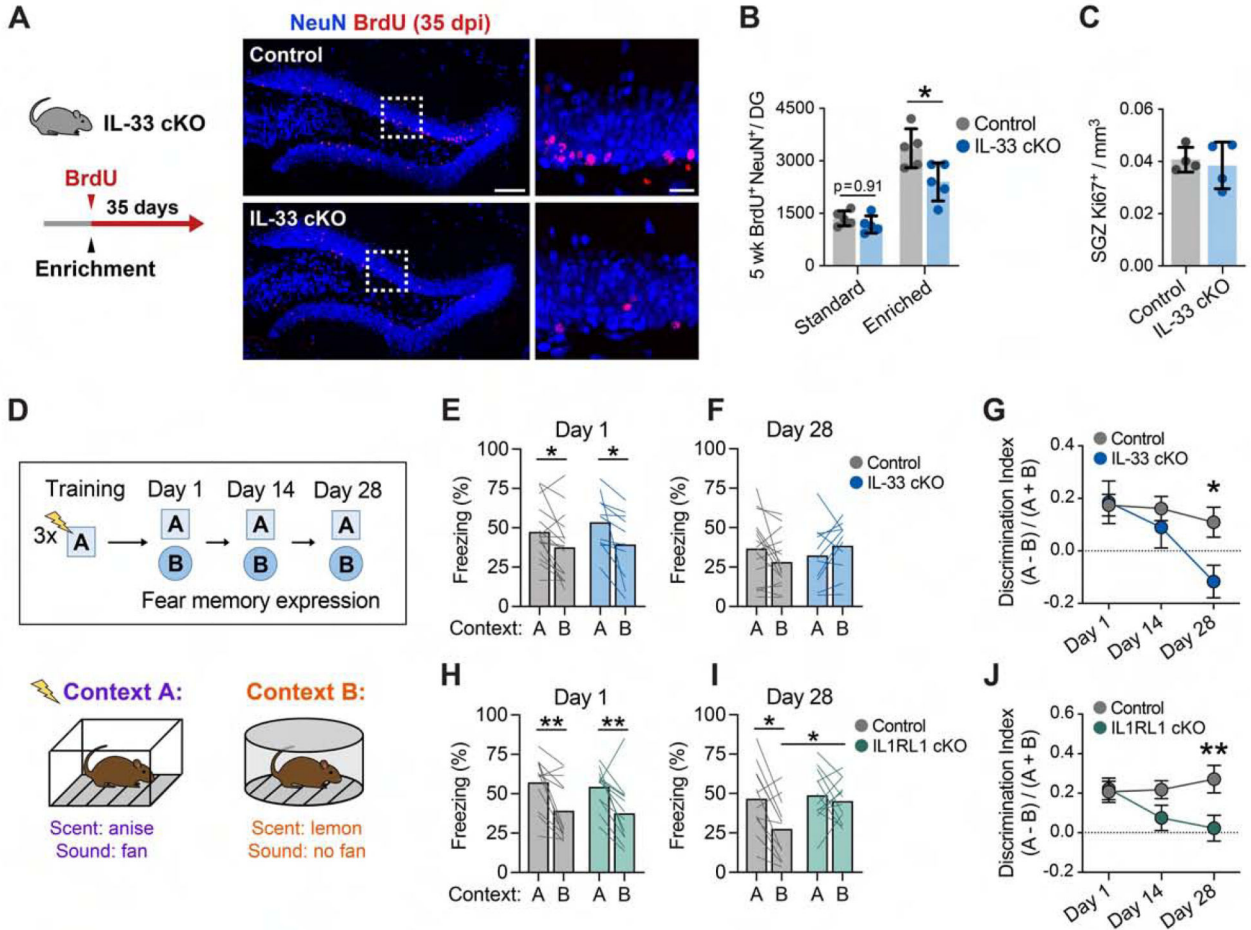 A
NeuN BrdU (35 dpi)
Control
IL-33 cKO
IL-33 cKO
BrdU
35 days
Enrichment
B
5 wk BrdU+ NeuN+/ DG
4500
3000
1500
0
p=0.91
*
Control
IL-33 cKO
Standard
Enriched
C
SGZ Ki67+ / mm3
0.06
0.04
0.02
0.00
Control
IL-33 cKO
D
Training Day 1 Day 14 Day 28
3x A A A A
B B B
Fear memory expression
Context A:
Scent: anise
Sound: fan
Context B:
Scent: lemon
Sound: no fan
E
Day 1
Freezing (%)
100
75
50
25
0
* *
Context: A B A B
F
Day 28
Freezing (%)
100
75
50
25
0
Control
IL-33 cKO
A B A B
G
Discrimination Index
(A - B) / (A + B)
0.4
0.2
0.0
-0.2
Control
IL-33 cKO
*
Day 1
Day 14
Day 28
H
Day 1
Freezing (%)
100
75
50
25
0
** **
Context: A B A B
I
Day 28
Freezing (%)
100
75
50
25
0
* *
Control
IL1RL1 cKO
A B A B
J
Discrimination Index
(A - B) / (A + B)
0.6
0.4
0.2
0.0
-0.2
Control
IL1RL1 cKO
**
Day 1
Day 14
Day 28